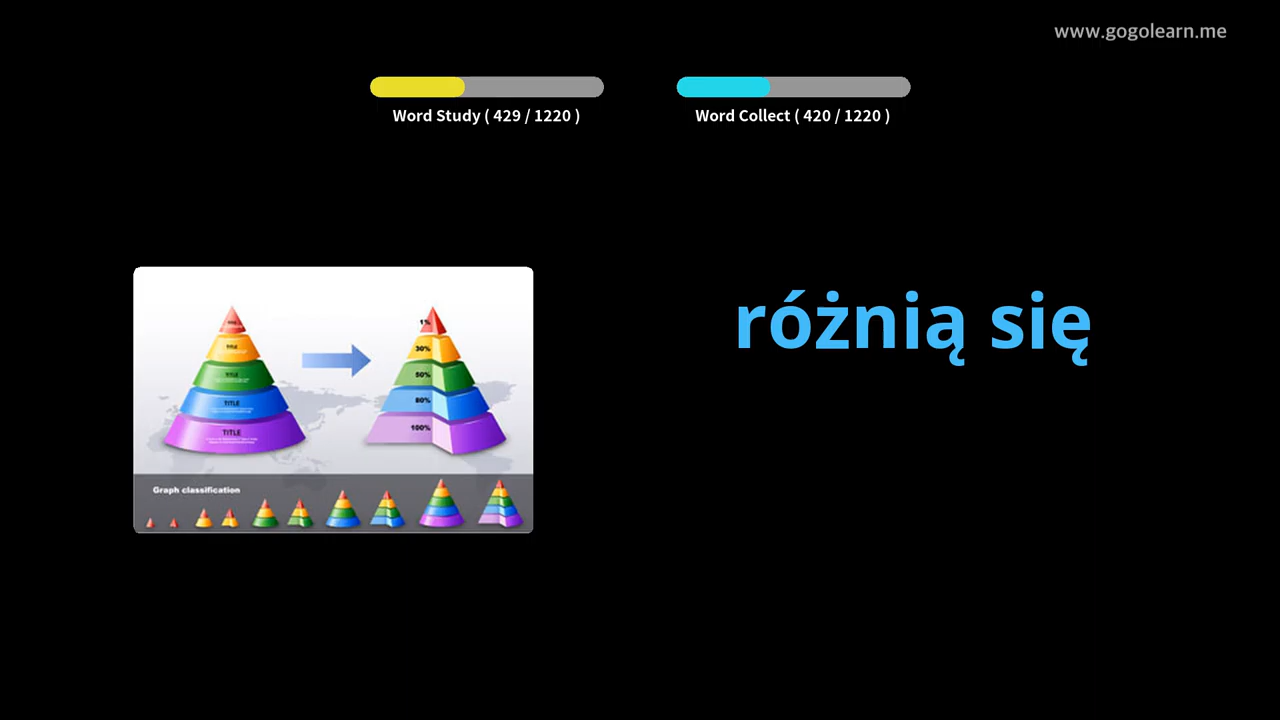 www.gogolearn.me
Word Study ( 429 / 1220 )
Word Collect ( 420 / 1220 )
różnią się
TITLE
TITLE
TITLE
TITLE
1%
30%
50%
80%
100%
Graph classification